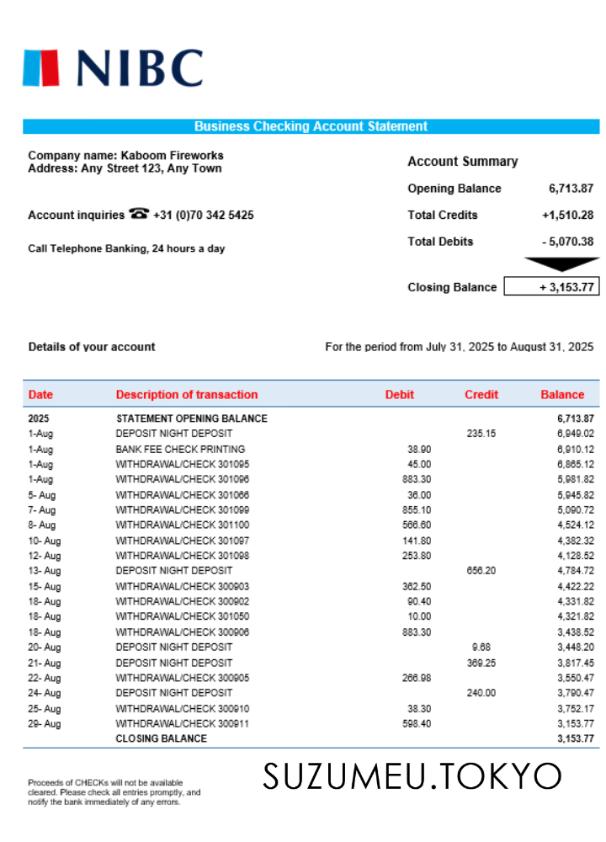 NIBC
Business Checking Account Statement
Company name: Kaboom Fireworks
Address: Any Street 123, Any Town
Account inquiries ☎ +31 (0)70 342 5425
Call Telephone Banking, 24 hours a day
Account Summary
Opening Balance 6,713.87
Total Credits +1,510.28
Total Debits - 5,070.38
Closing Balance + 3,153.77
Details of your account For the period from July 31, 2025 to August 31, 2025
Date Description of transaction Debit Credit Balance
2025 STATEMENT OPENING BALANCE 6,713.87
1-Aug DEPOSIT NIGHT DEPOSIT 235.15 6,949.02
1-Aug BANK FEE CHECK PRINTING 38.90 6,910.12
1-Aug WITHDRAWAL/CHECK 301095 45.00 6,865.12
1-Aug WITHDRAWAL/CHECK 301096 883.30 5,981.82
5- Aug WITHDRAWAL/CHECK 301066 36.00 5,945.82
7- Aug WITHDRAWAL/CHECK 301099 855.10 5,090.72
8- Aug WITHDRAWAL/CHECK 301100 566.60 4,524.12
10- Aug WITHDRAWAL/CHECK 301097 141.80 4,382.32
12- Aug WITHDRAWAL/CHECK 301098 253.80 4,128.52
13- Aug DEPOSIT NIGHT DEPOSIT 656.20 4,784.72
15- Aug WITHDRAWAL/CHECK 300903 362.50 4,422.22
18- Aug WITHDRAWAL/CHECK 300902 90.40 4,331.82
18- Aug WITHDRAWAL/CHECK 301050 10.00 4,321.82
18- Aug WITHDRAWAL/CHECK 300906 883.30 3,438.52
20- Aug DEPOSIT NIGHT DEPOSIT 9.68 3,448.20
21- Aug DEPOSIT NIGHT DEPOSIT 369.25 3,817.45
22- Aug WITHDRAWAL/CHECK 300905 266.98 3,550.47
24- Aug DEPOSIT NIGHT DEPOSIT 240.00 3,790.47
25- Aug WITHDRAWAL/CHECK 300910 38.30 3,752.17
29- Aug WITHDRAWAL/CHECK 300911 598.40 3,153.77
CLOSING BALANCE 3,153.77
Proceeds of CHECKs will not be available
cleared. Please check all entries promptly, and
notify the bank immediately of any errors.
SUZUMEU.TOKYO